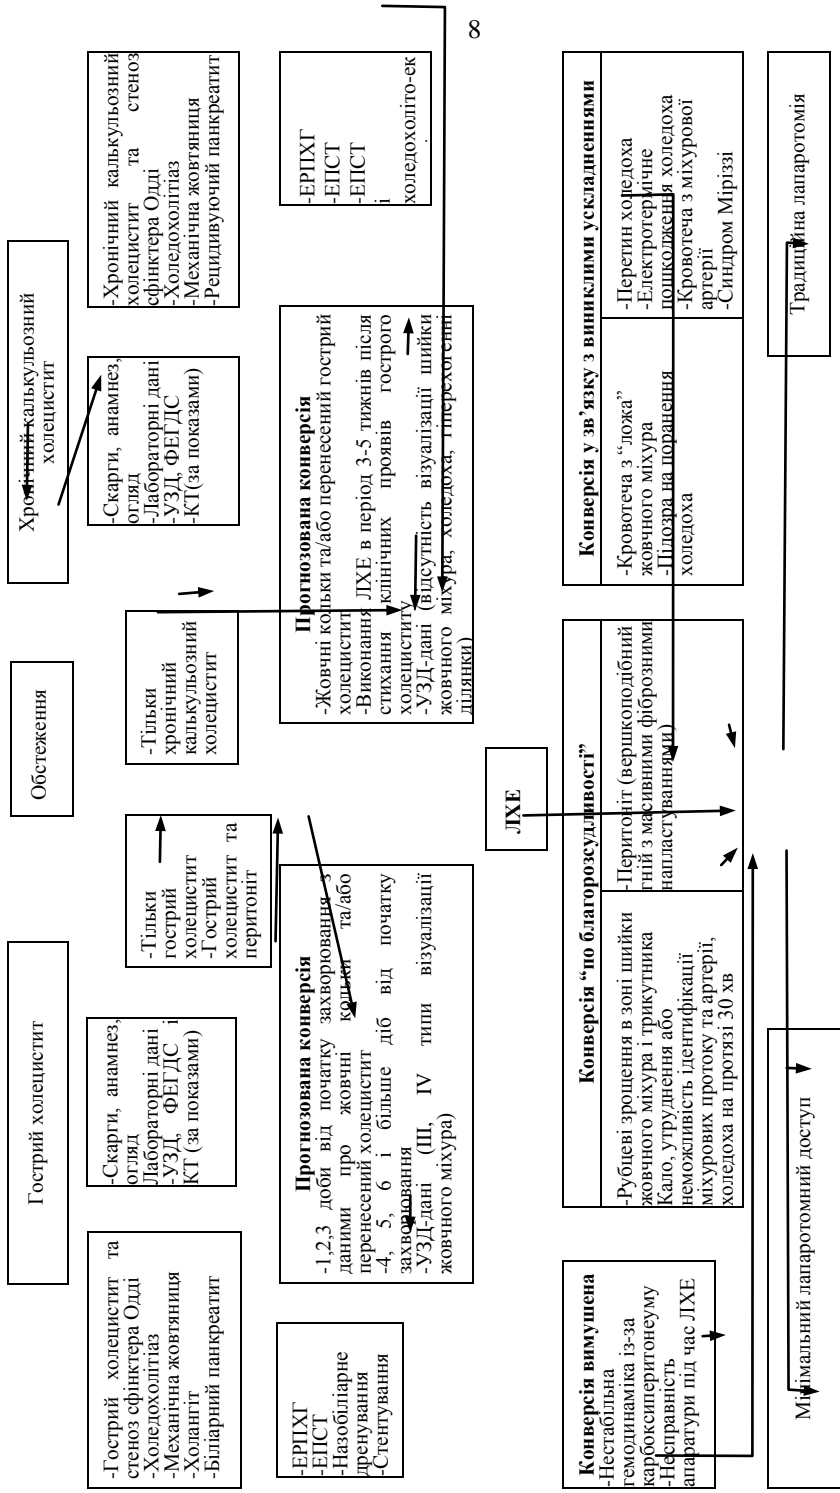 8
Гострий холецистит
Обстеження
Хронічний калькульозний
холецистит
-Гострий холецистит та
стеноз сфінктера Одді
-Холедохолітіаз
-Механічна жовтяниця
-Холангіт
-Біліарний панкреатит
-Скарги, анамнез,
огляд
Лабораторні дані
-УЗД, ФЕГДС і
КТ (за показами)
-Тільки
гострий
холецистит
-Гострий
холецистит та
перитоніт
-Тільки
хронічний
калькульозний
холецистит
-Скарги, анамнез,
огляд
-Лабораторні дані
-УЗД, ФЕГДС
-КТ(за показами)
-Хронічний калькульозний
холецистит та стеноз
сфінктера Одді
-Холедохолітіаз
-Механічна жовтяниця
-Рецидивуючий панкреатит
-ЕРПХГ
-ЕПСТ
-Назобіліарне
дренування
-Стентування
Прогнозована конверсія
-1,2,3 доби від початку захворювання з
даними про жовчні кольки та/або
перенесений холецистит
-4, 5, 6 і більше діб від початку
захворювання
-УЗД-дані (III, IV типи візуалізації
жовчного міхура)
Прогнозована конверсія
-Жовчні кольки та/або перенесений гострий
холецистит
-Виконання ЛХЕ в період 3-5 тижнів після
стихання клінічних проявів гострого
холециститу
-УЗД-дані (відсутність візуалізації шийки
жовчного міхура, холедоха, гіперехогенні
ділянки)
-ЕРПХГ
-ЕПСТ
-ЕПСТ
і
холедохоліто-ек
ЛХЕ
Конверсія вимушена
-Нестабільна
гемодинаміка із-за
карбоксиперитонеуму
-Несправність
апаратури під час ЛХЕ
Конверсія “по благорозсудливості”
-Рубцеві зрощення в зоні шийки
жовчного міхура і трикутника
Кало, утруднення або
неможливість ідентифікації
міхурових протоку та артерії,
холедоха на протязі 30 хв
-Перитоніт (вершкоподібний
гній з масивними фіброзними
напластуваннями)
Конверсія у зв’язку з виниклими ускладненнями
-Кровотеча з “ложа”
жовчного міхура
-Підозра на поранення
холедоха
-Перетин холедоха
-Електротермічне
пошкодження холедоха
-Кровотеча з міхурової
артерії
-Синдром Міріззі
Мінімальний лапаротомний доступ
Традиційна лапаротомія